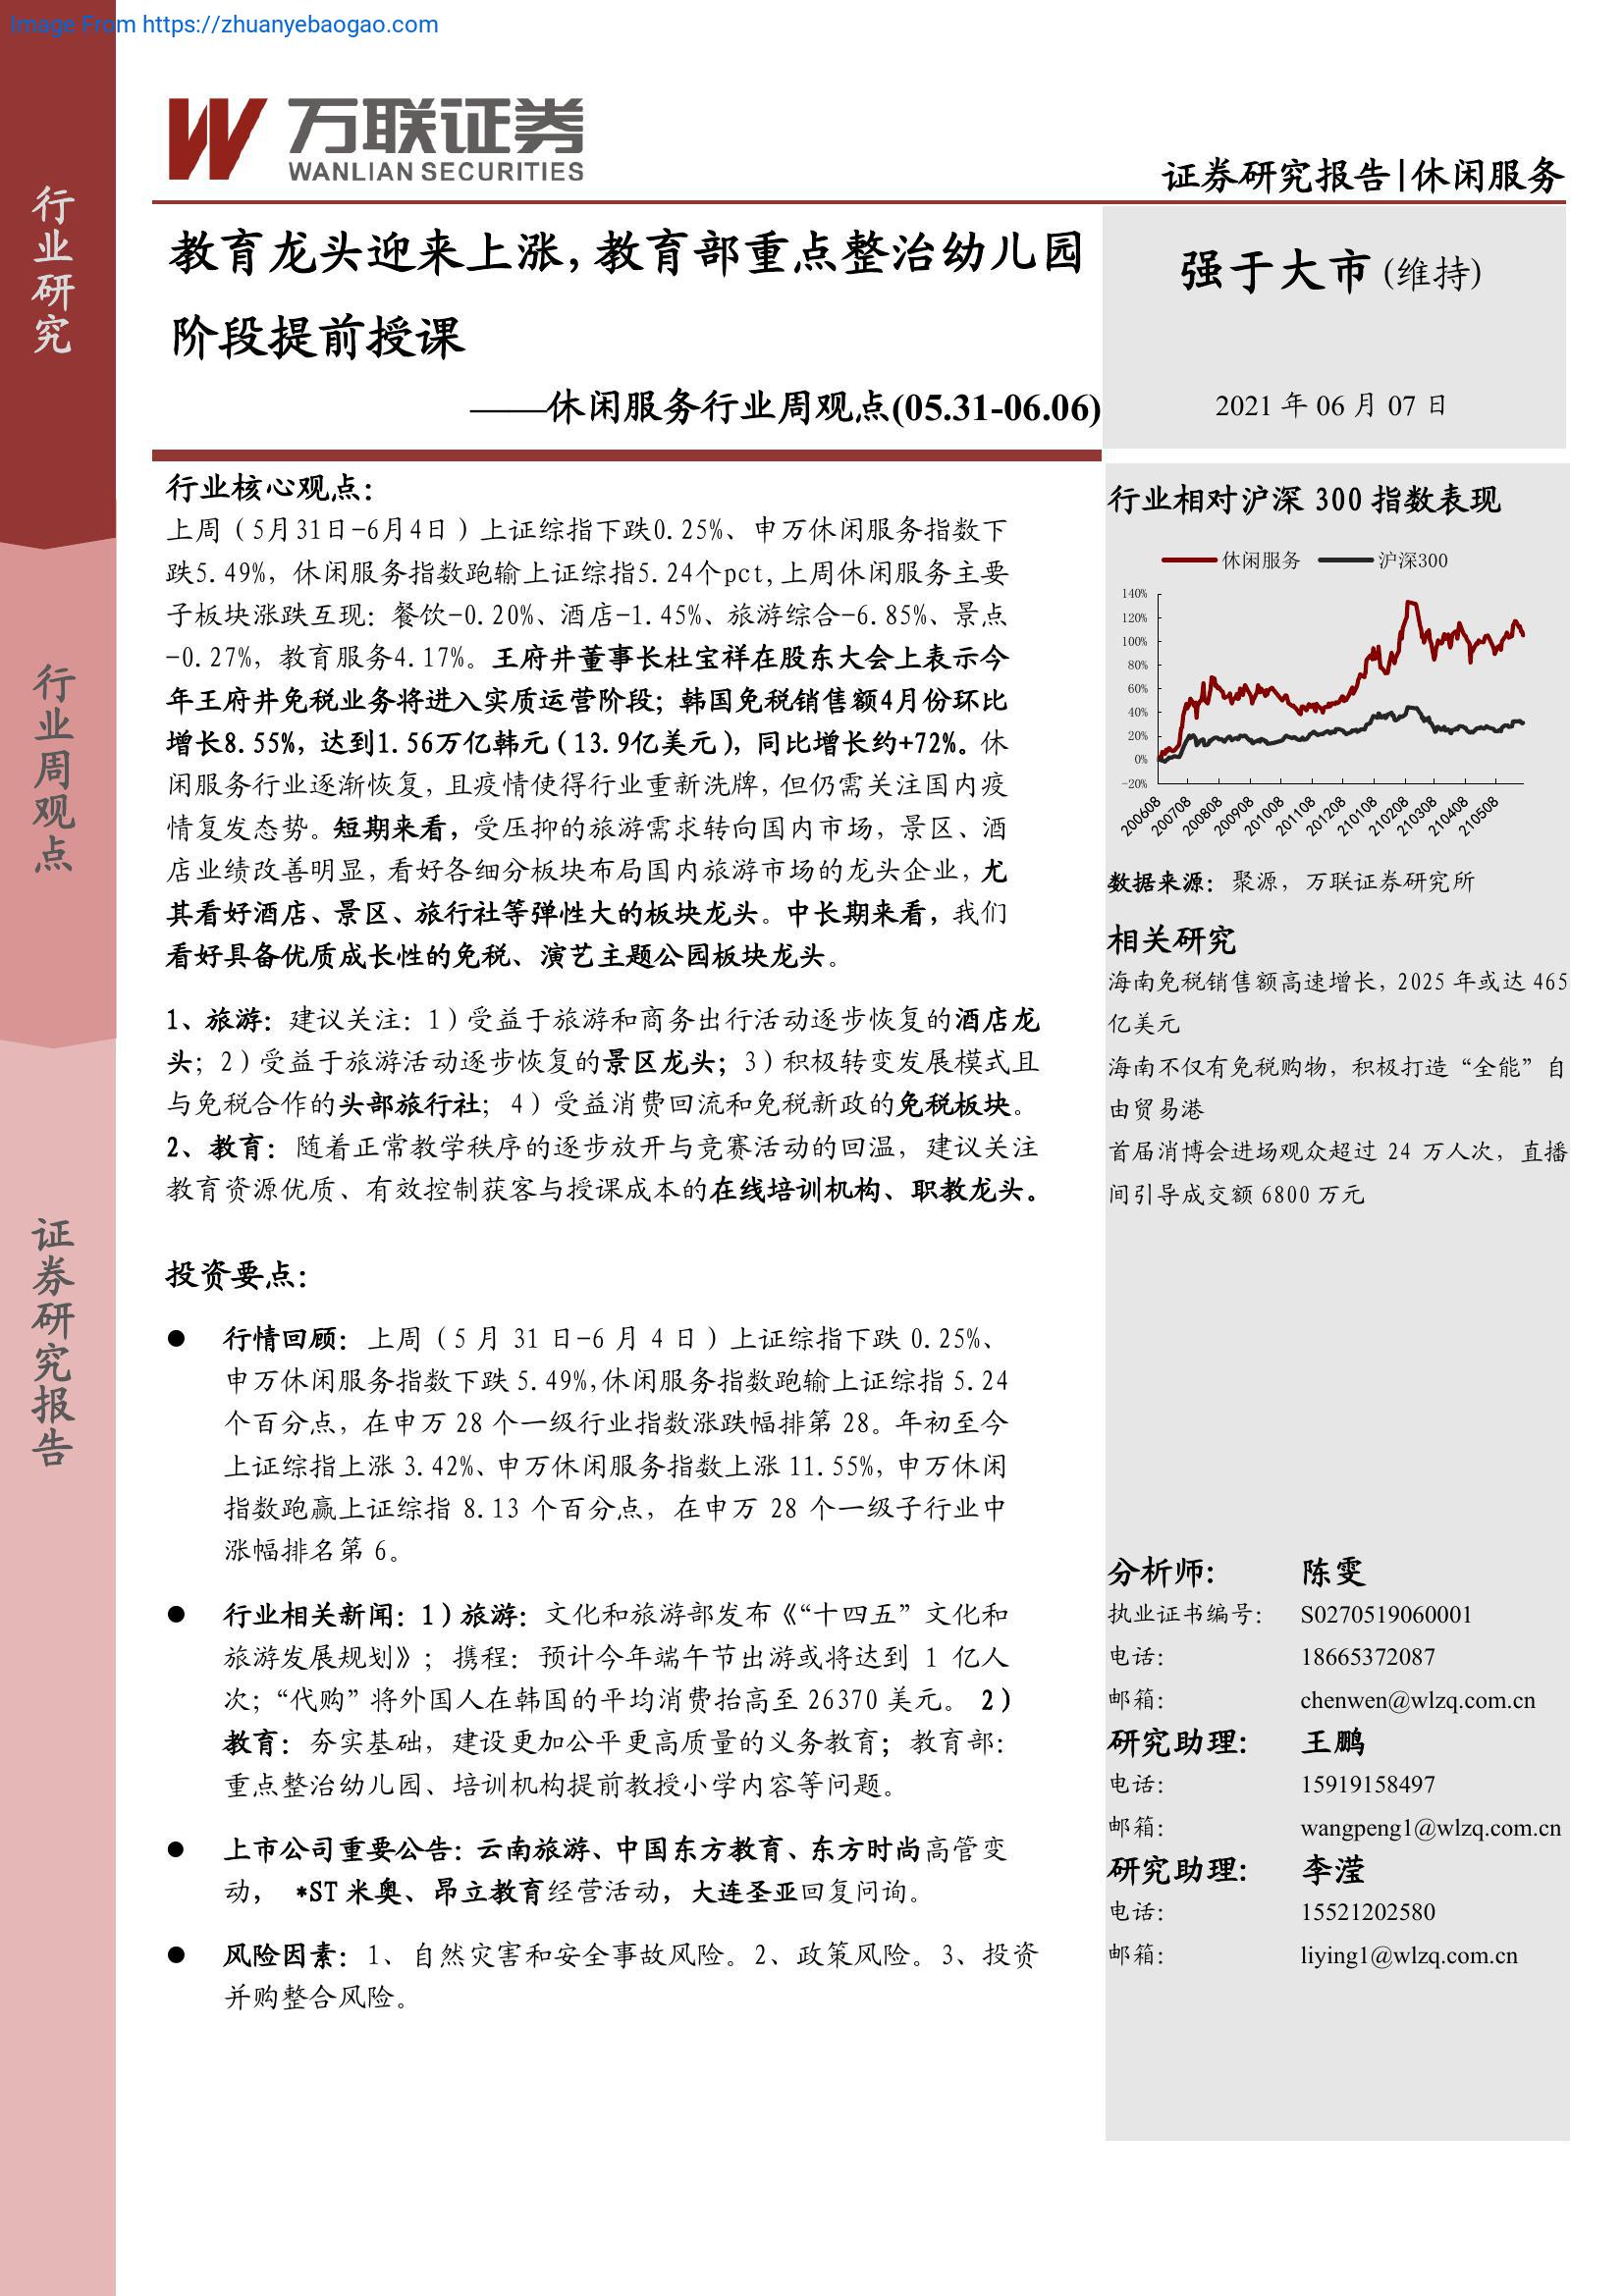 Image From https://zhuanyebaogao.com
万联证券
WANLIAN SECURITIES
证券研究报告|休闲服务
行业研究
行业周观点
证券研究报告
教育龙头迎来上涨,教育部重点整治幼儿园
阶段提前授课
——休闲服务行业周观点(05.31-06.06)
强于大市(维持)
2021 年 06 月 07 日
行业核心观点：
上周（5月31日-6月4日）上证综指下跌0.25%、申万休闲服务指数下
跌5.49%，休闲服务指数跑输上证综指5.24个pct,上周休闲服务主要
子板块涨跌互现：餐饮-0.20%、酒店-1.45%、旅游综合-6.85%、景点
-0.27%，教育服务4.17%。王府井董事长杜宝祥在股东大会上表示今
年王府井免税业务将进入实质运营阶段；韩国免税销售额4月份环比
增长8.55%，达到1.56万亿韩元（13.9亿美元），同比增长约+72%。休
闲服务行业逐渐恢复，且疫情使得行业重新洗牌，但仍需关注国内疫
情复发态势。短期来看，受压抑的旅游需求转向国内市场，景区、酒
店业绩改善明显，看好各细分板块布局国内旅游市场的龙头企业，尤
其看好酒店、景区、旅行社等弹性大的板块龙头。中长期来看，我们
看好具备优质成长性的免税、演艺主题公园板块龙头。
1、旅游：建议关注：1）受益于旅游和商务出行活动逐步恢复的酒店龙
头；2）受益于旅游活动逐步恢复的景区龙头；3）积极转变发展模式且
与免税合作的头部旅行社；4）受益消费回流和免税新政的免税板块。
2、教育：随着正常教学秩序的逐步放开与竞赛活动的回温，建议关注
教育资源优质、有效控制获客与授课成本的在线培训机构、职教龙头。
投资要点：
● 行情回顾：上周（5 月 31 日-6 月 4 日）上证综指下跌 0.25%、
申万休闲服务指数下跌 5.49%,休闲服务指数跑输上证综指 5.24
个百分点，在申万 28 个一级行业指数涨跌幅排第 28。年初至今
上证综指上涨 3.42%、申万休闲服务指数上涨 11.55%，申万休闲
指数跑赢上证综指 8.13 个百分点，在申万 28 个一级子行业中
涨幅排名第 6。
● 行业相关新闻：1）旅游：文化和旅游部发布《“十四五”文化和
旅游发展规划》；携程：预计今年端午节出游或将达到 1 亿人
次；“代购”将外国人在韩国的平均消费抬高至 26370 美元。 2）
教育：夯实基础，建设更加公平更高质量的义务教育；教育部：
重点整治幼儿园、培训机构提前教授小学内容等问题。
● 上市公司重要公告：云南旅游、中国东方教育、东方时尚高管变
动， *ST 米奥、昂立教育经营活动，大连圣亚回复问询。
● 风险因素：1、自然灾害和安全事故风险。2、政策风险。3、投资
并购整合风险。
行业相对沪深 300 指数表现
休闲服务 沪深300
140%
120%
100%
80%
60%
40%
20%
0%
-20%
200608 200708 200808 200908 201008 201108 201208 210108 210208 210308 210408 210508
数据来源：聚源，万联证券研究所
相关研究
海南免税销售额高速增长，2025 年或达 465
亿美元
海南不仅有免税购物，积极打造“全能”自
由贸易港
首届消博会进场观众超过 24 万人次，直播
间引导成交额 6800 万元
分析师： 陈雯
执业证书编号： S0270519060001
电话： 18665372087
邮箱： chenwen@wlzq.com.cn
研究助理： 王鹏
电话： 15919158497
邮箱： wangpeng1@wlzq.com.cn
研究助理： 李滢
电话： 15521202580
邮箱： liying1@wlzq.com.cn